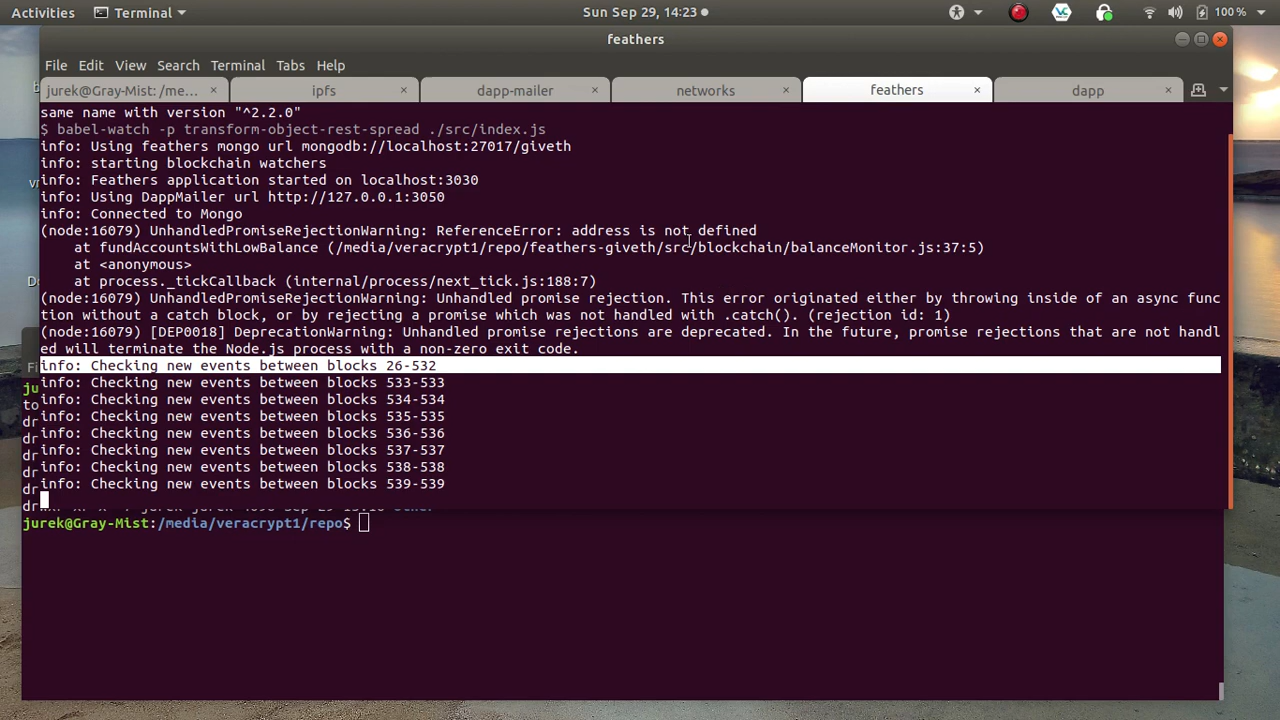 Activities Terminal Sun Sep 29, 14:23 100 %
feathers
File Edit View Search Terminal Tabs Help
jurek@Gray-Mist: /me... × ipfs × dapp-mailer × networks × feathers × dapp ×
same name with version "^2.2.0"
$ babel-watch -p transform-object-rest-spread ./src/index.js
info: Using feathers mongo url mongodb://localhost:27017/giveth
info: starting blockchain watchers
info: Feathers application started on localhost:3030
info: Using DappMailer url http://127.0.0.1:3050
info: Connected to Mongo
(node:16079) UnhandledPromiseRejectionWarning: ReferenceError: address is not defined
at fundAccountsWithLowBalance (/media/veracrypt1/repo/feathers-giveth/src/blockchain/balanceMonitor.js:37:5)
at <anonymous>
at process._tickCallback (internal/process/next_tick.js:188:7)
(node:16079) UnhandledPromiseRejectionWarning: Unhandled promise rejection. This error originated either by throwing inside of an async func
tion without a catch block, or by rejecting a promise which was not handled with .catch(). (rejection id: 1)
(node:16079) [DEP0018] DeprecationWarning: Unhandled promise rejections are deprecated. In the future, promise rejections that are not handl
ed will terminate the Node.js process with a non-zero exit code.
info: Checking new events between blocks 26-532
info: Checking new events between blocks 533-533
info: Checking new events between blocks 534-534
info: Checking new events between blocks 535-535
info: Checking new events between blocks 536-536
info: Checking new events between blocks 537-537
info: Checking new events between blocks 538-538
info: Checking new events between blocks 539-539
jurek@Gray-Mist:/media/veracrypt1/repo$